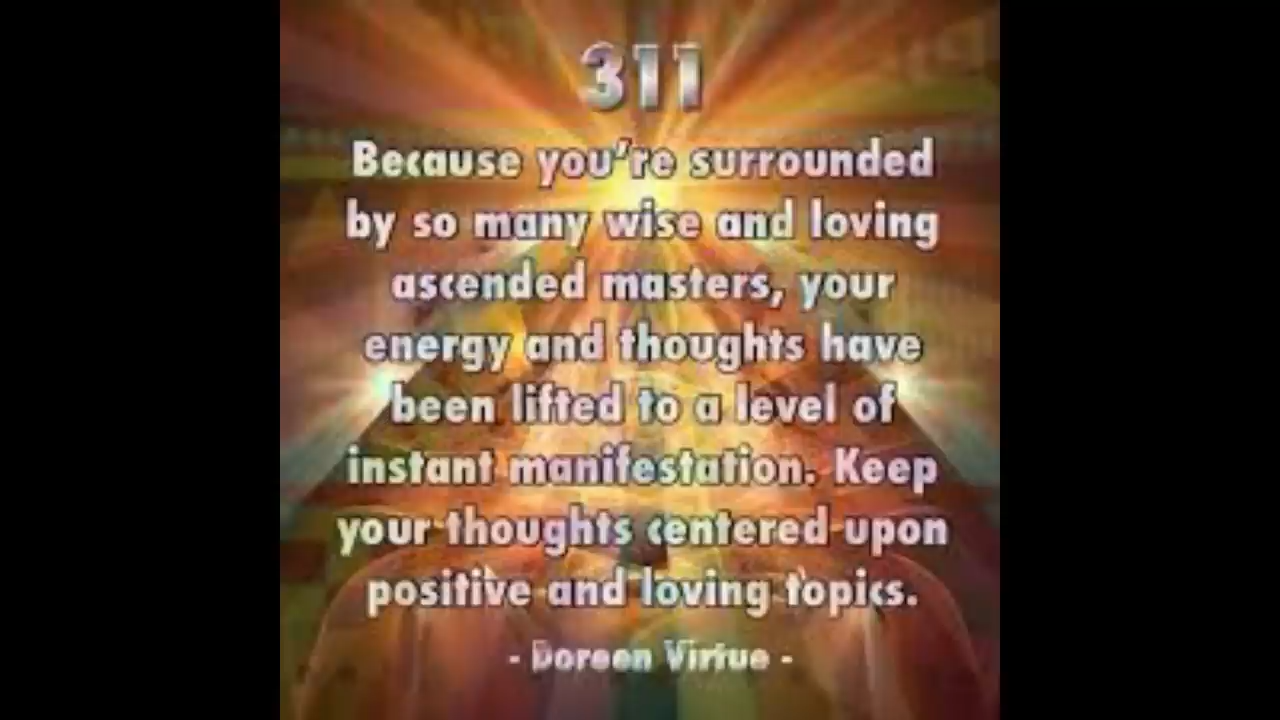 311
Because you're surrounded
by so many wise and loving
ascended masters, your
energy and thoughts have
been lifted to a level of
instant manifestation. Keep
your thoughts centered upon
positive and loving topics.
- Doreen Virtue -